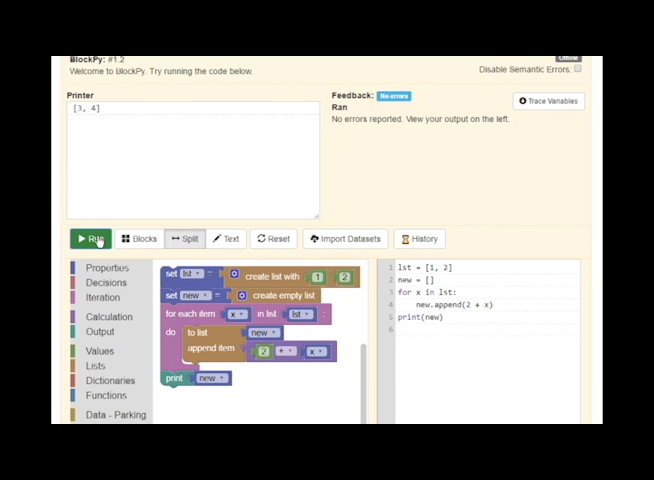 BlockPy: #1.2
Offline
Welcome to BlockPy. Try running the code below.
Disable Semantic Errors:
Printer
[3, 4]
Feedback: No errors
Ran
No errors reported. View your output on the left.
Trace Variables
Run
Blocks
Split
Text
Reset
Import Datasets
History
Properties
Decisions
Iteration
Calculation
Output
Values
Lists
Dictionaries
Functions
Data - Parking
set lst = create list with 1 2
set new = create empty list
for each item x in list lst :
do to list new
append item 2 + x
print new
1 lst = [1, 2]
2 new = []
3 for x in lst:
4 new.append(2 + x)
5 print(new)
6